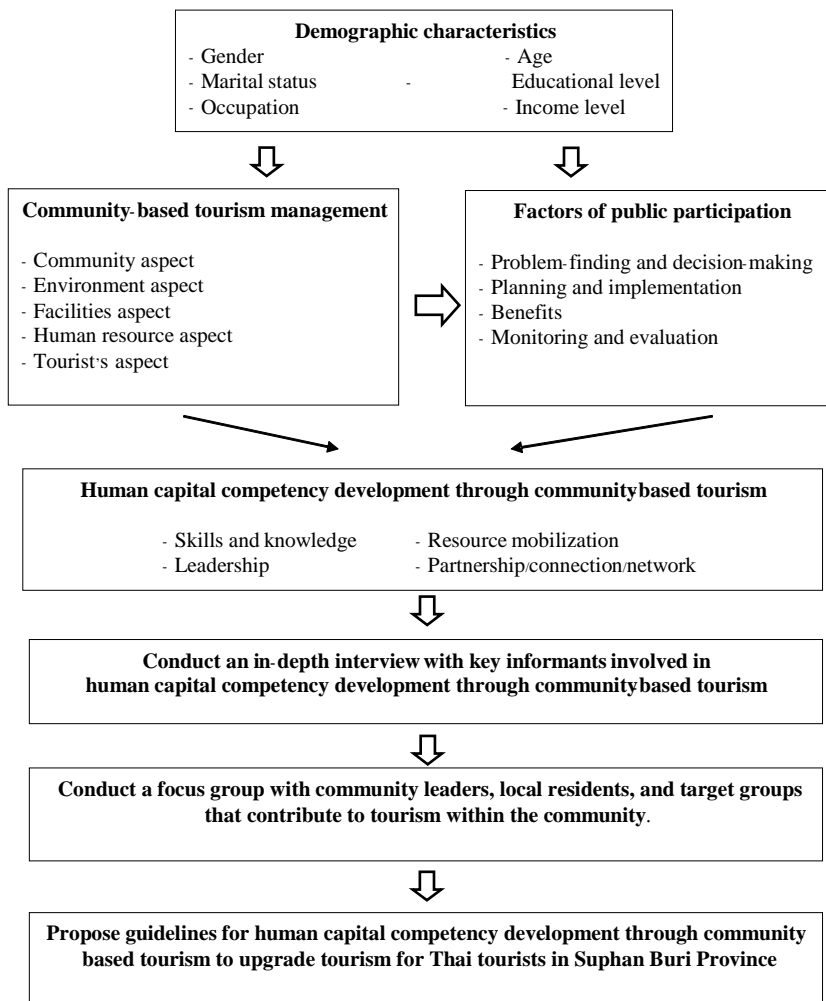 Demographic characteristics
- Gender - Age
- Marital status - Educational level
- Occupation - Income level
Community-based tourism management
- Community aspect
- Environment aspect
- Facilities aspect
- Human resource aspect
- Tourist's aspect
Factors of public participation
- Problem-finding and decision-making
- Planning and implementation
- Benefits
- Monitoring and evaluation
Human capital competency development through communitybased tourism
- Skills and knowledge - Resource mobilization
- Leadership - Partnership/connection/network
Conduct an in-depth interview with key informants involved in
human capital competency development through communitybased tourism
Conduct a focus group with community leaders, local residents, and target groups
that contribute to tourism within the community.
Propose guidelines for human capital competency development through community
based tourism to upgrade tourism for Thai tourists in Suphan Buri Province